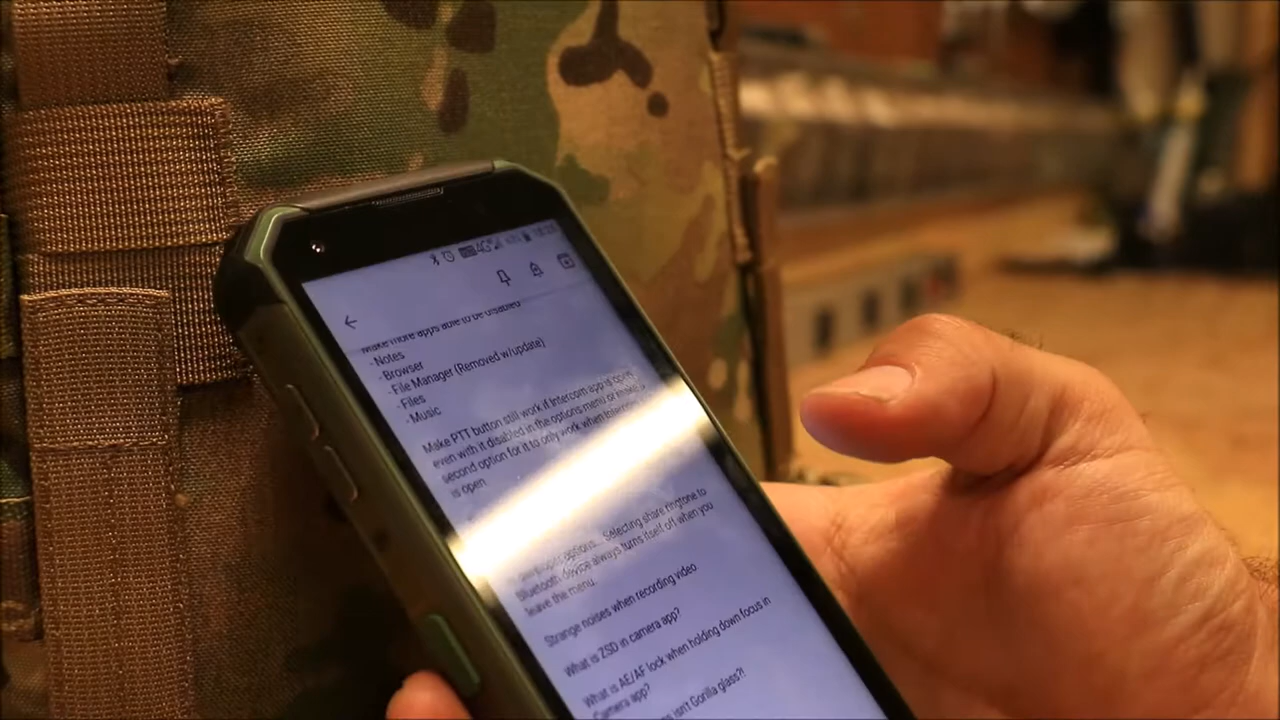 4G
Make more apps able to be disabled
- Notes
- Browser
- File Manager (Removed w/update)
- Files
- Music
Make PTT button still work if Intercom app is open
even with it disabled in the options menu or make a
second option for it to only work when Intercom
is open
options... Selecting share ringtone to
Bluetooth device always turns itself off when you
leave the menu.
Strange noises when recording video
What is ZSD in camera app?
What is AE/AF lock when holding down focus in
Camera app?
isn't Gorilla glass?!